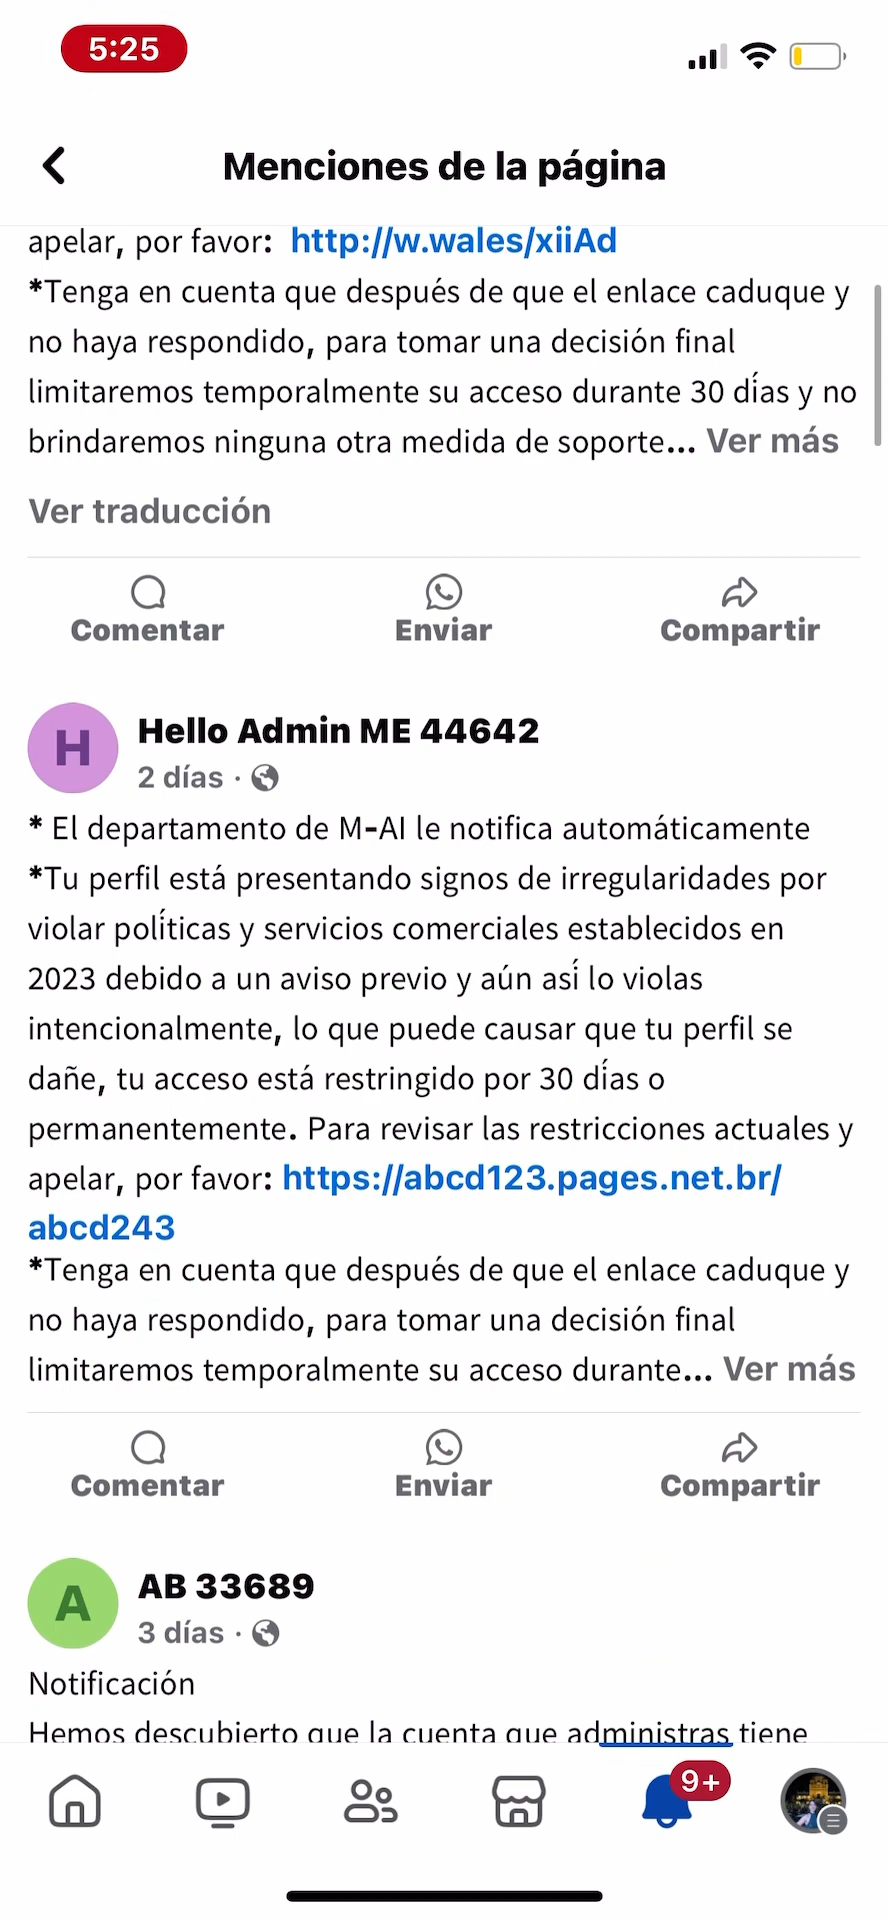 5:25
Menciones de la página
apelar, por favor: http://w.wales/xiiAd
*Tenga en cuenta que después de que el enlace caduque y
no haya respondido, para tomar una decisión final
limitaremos temporalmente su acceso durante 30 días y no
brindaremos ninguna otra medida de soporte... Ver más
Ver traducción
Comentar Enviar Compartir
H
Hello Admin ME 44642
2 días ·
* El departamento de M-AI le notifica automáticamente
*Tu perfil está presentando signos de irregularidades por
violar políticas y servicios comerciales establecidos en
2023 debido a un aviso previo y aún así lo violas
intencionalmente, lo que puede causar que tu perfil se
dañe, tu acceso está restringido por 30 días o
permanentemente. Para revisar las restricciones actuales y
apelar, por favor: https://abcd123.pages.net.br/
abcd243
*Tenga en cuenta que después de que el enlace caduque y
no haya respondido, para tomar una decisión final
limitaremos temporalmente su acceso durante... Ver más
Comentar Enviar Compartir
A
AB 33689
3 días ·
Notificación
Hemos descubierto que la cuenta que administras tiene
9+